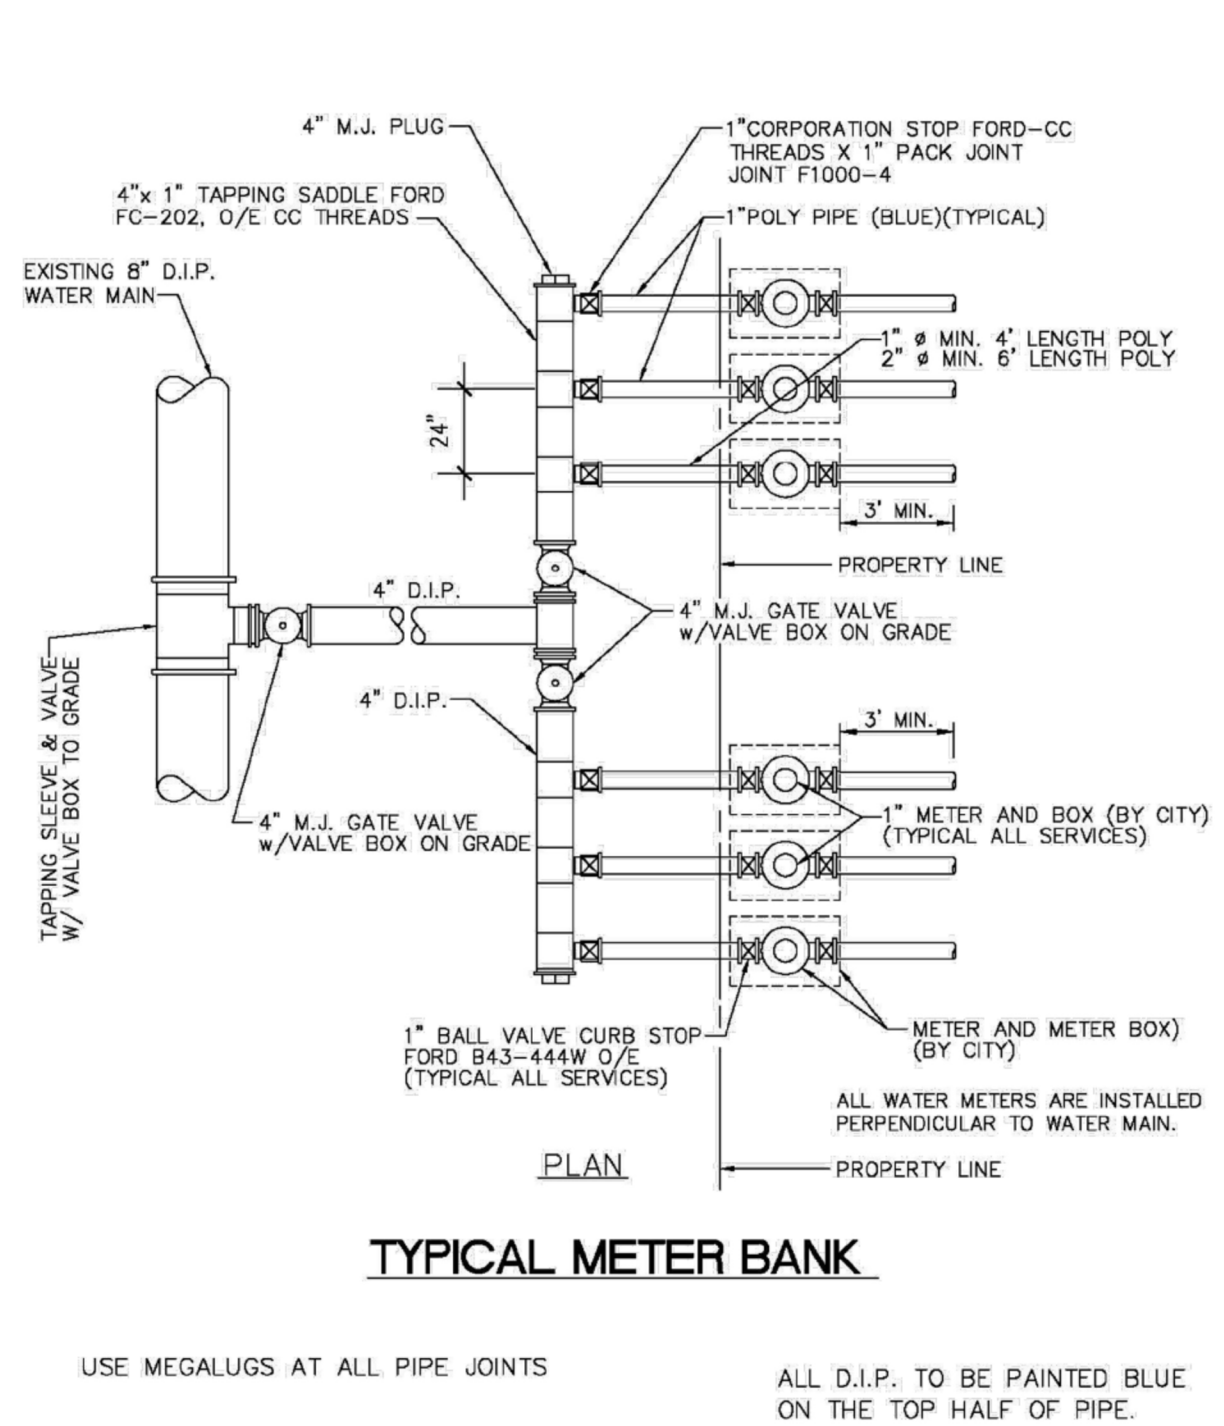 4" M.J. PLUG
1"CORPORATION STOP FORD-CC
THREADS X 1" PACK JOINT
JOINT F1000-4
4"x 1" TAPPING SADDLE FORD
FC-202, O/E CC THREADS
1"POLY PIPE (BLUE)(TYPICAL)
EXISTING 8" D.I.P.
WATER MAIN
1" ø MIN. 4' LENGTH POLY
2" ø MIN. 6' LENGTH POLY
24"
3' MIN.
PROPERTY LINE
4" D.I.P.
4" M.J. GATE VALVE
w/VALVE BOX ON GRADE
TAPPING SLEEVE & VALVE
W/ VALVE BOX TO GRADE
4" D.I.P.
3' MIN.
4" M.J. GATE VALVE
w/VALVE BOX ON GRADE
1" METER AND BOX (BY CITY)
(TYPICAL ALL SERVICES)
1" BALL VALVE CURB STOP
FORD B43-444W O/E
(TYPICAL ALL SERVICES)
METER AND METER BOX)
(BY CITY)
ALL WATER METERS ARE INSTALLED
PERPENDICULAR TO WATER MAIN.
PLAN
PROPERTY LINE
TYPICAL METER BANK
USE MEGALUGS AT ALL PIPE JOINTS
ALL D.I.P. TO BE PAINTED BLUE
ON THE TOP HALF OF PIPE.